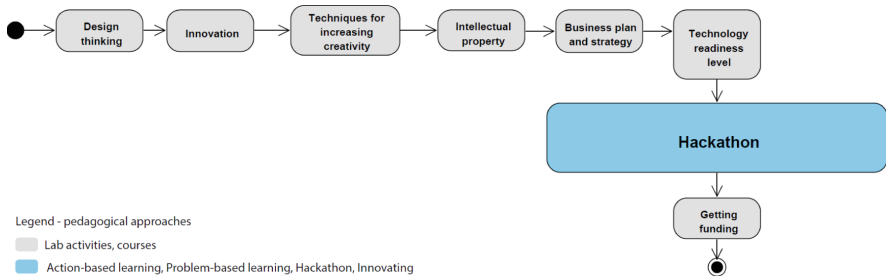 Design
thinking
Innovation
Techniques for
increasing
creativity
Intellectual
property
Business plan
and strategy
Technology
readiness
level
Hackathon
Getting
funding
Legend - pedagogical approaches
Lab activities, courses
Action-based learning, Problem-based learning, Hackathon, Innovating